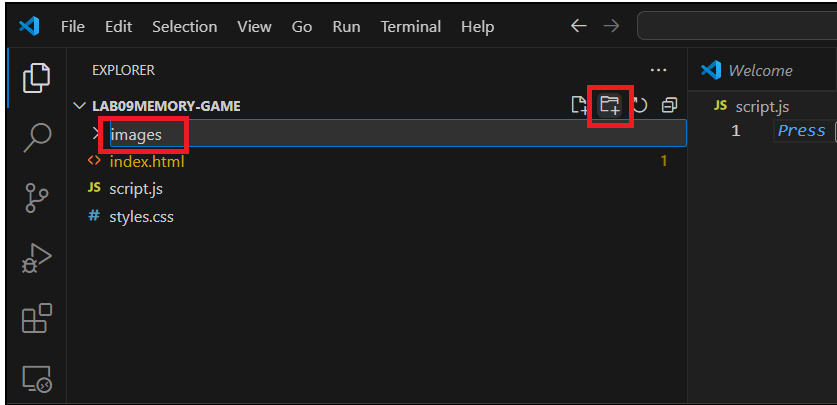 File Edit Selection View Go Run Terminal Help
EXPLORER
Welcome
LAB09MEMORY-GAME
JS script.js
images
1 Press
<> index.html 1
JS script.js
# styles.css